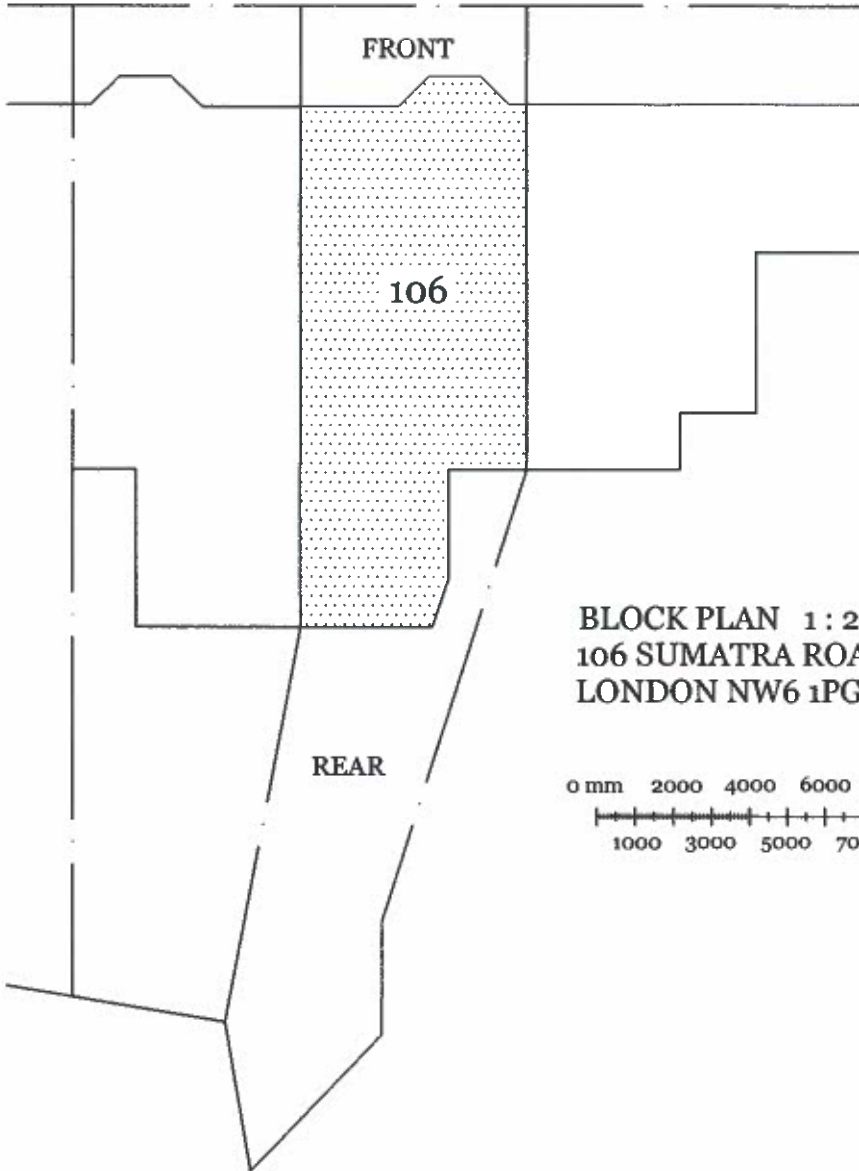 FRONT
106
BLOCK PLAN 1 : 2
106 SUMATRA ROA
LONDON NW6 1PG
REAR
0 mm 2000 4000 6000
1000 3000 5000 70